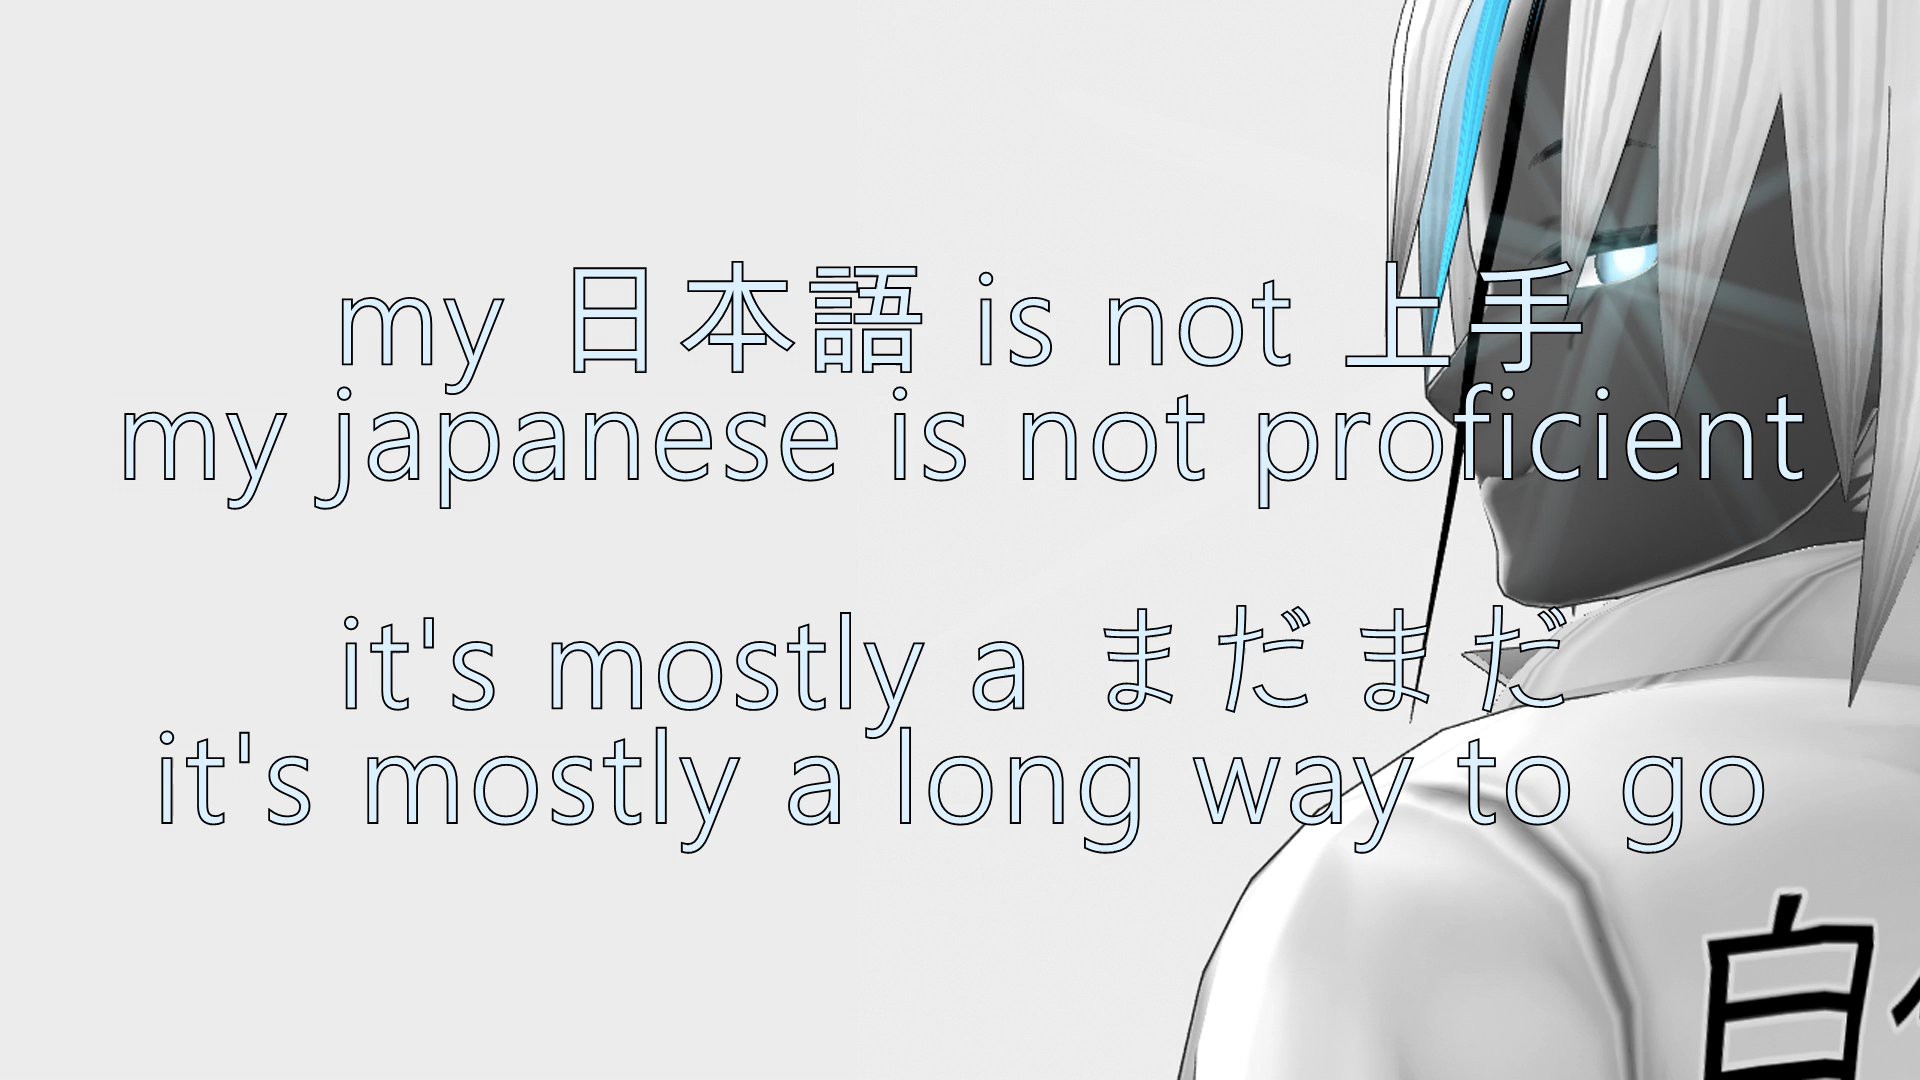 my 日本語 is not 上手
my japanese is not proficient
it's mostly a まだまだ
it's mostly a long way to go